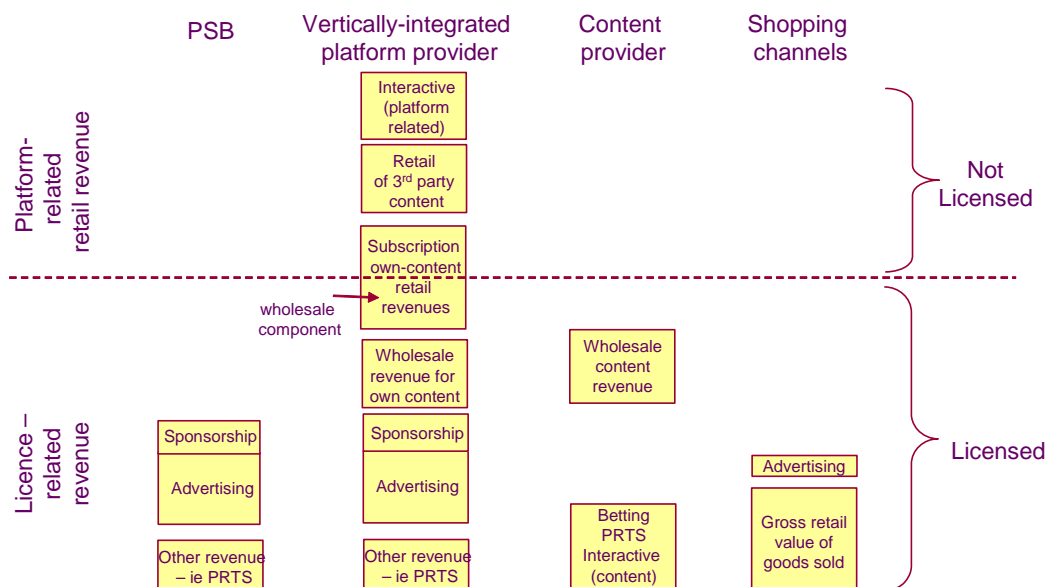 PSB
Vertically-integrated
platform provider
Content
provider
Shopping
channels
Platform-
related
retail revenue
Interactive
(platform
related)
Retail
of 3rd party
content
Subscription
own-content
retail
revenues
wholesale
component
Not
Licensed
Licence –
related
revenue
Wholesale
revenue for
own content
Wholesale
content
revenue
Sponsorship
Advertising
Other revenue
– ie PRTS
Sponsorship
Advertising
Other revenue
– ie PRTS
Betting
PRTS
Interactive
(content)
Advertising
Gross retail
value of
goods sold
Licensed